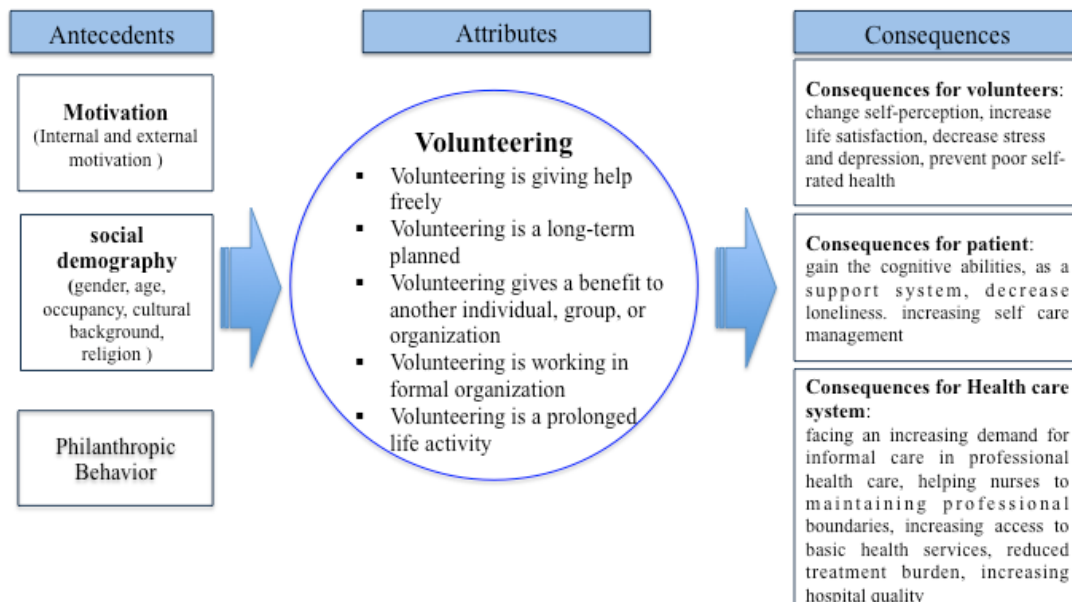 Antecedents
Motivation
(Internal and external
motivation )
social
demography
(gender, age,
occupancy, cultural
background,
religion )
Philanthropic
Behavior
Attributes
Volunteering
▪ Volunteering is giving help
freely
▪ Volunteering is a long-term
planned
▪ Volunteering gives a benefit to
another individual, group, or
organization
▪ Volunteering is working in
formal organization
▪ Volunteering is a prolonged
life activity
Consequences
Consequences for volunteers:
change self-perception, increase
life satisfaction, decrease stress
and depression, prevent poor self-
rated health
Consequences for patient:
gain the cognitive abilities, as a
support system, decrease
loneliness. increasing self care
management
Consequences for Health care
system:
facing an increasing demand for
informal care in professional
health care, helping nurses to
maintaining professional
boundaries, increasing access to
basic health services, reduced
treatment burden, increasing
hospital quality